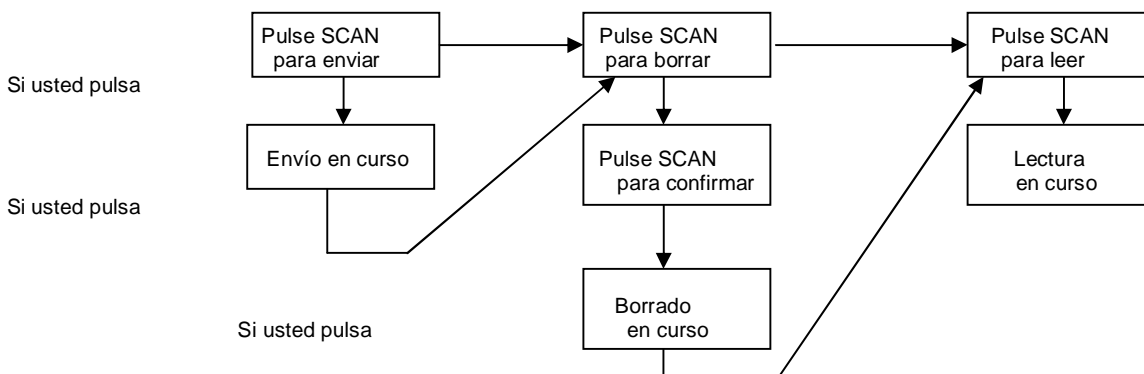 Pulse SCAN
para enviar
Pulse SCAN
para borrar
Pulse SCAN
para leer
Si usted pulsa
Envío en curso
Pulse SCAN
para confirmar
Lectura
en curso
Si usted pulsa
Borrado
en curso
Si usted pulsa